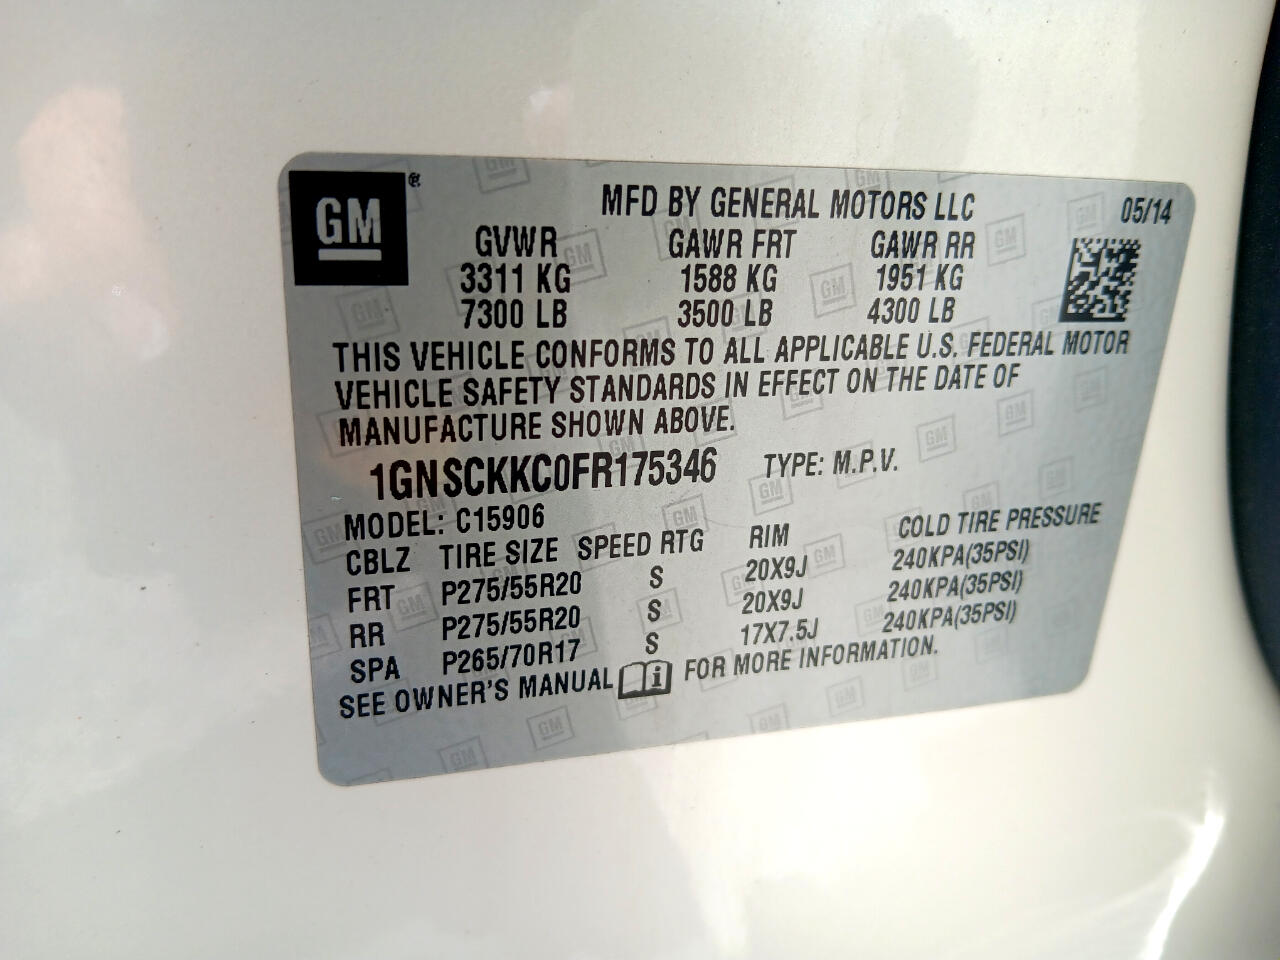 GM®
MFD BY GENERAL MOTORS LLC 05/14
GVWR GAWR FRT GAWR RR
3311 KG 1588 KG 1951 KG
7300 LB 3500 LB 4300 LB
THIS VEHICLE CONFORMS TO ALL APPLICABLE U.S. FEDERAL MOTOR
VEHICLE SAFETY STANDARDS IN EFFECT ON THE DATE OF
MANUFACTURE SHOWN ABOVE.
1GNSCKKC0FR175346 TYPE: M.P.V.
MODEL: C15906
CBLZ TIRE SIZE SPEED RTG RIM COLD TIRE PRESSURE
FRT P275/55R20 S 20X9J 240KPA(35PSI)
RR P275/55R20 S 20X9J 240KPA(35PSI)
SPA P265/70R17 S 17X7.5J 240KPA(35PSI)
SEE OWNER'S MANUAL i FOR MORE INFORMATION.